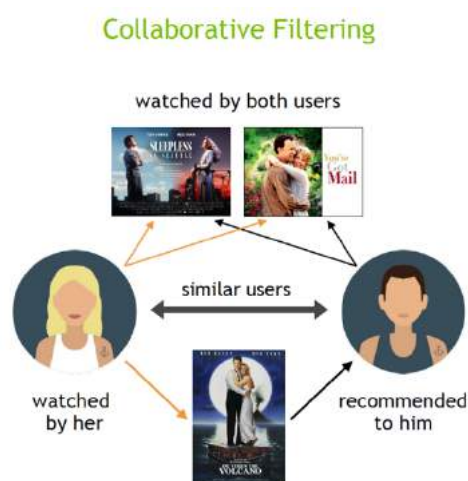 Collaborative Filtering
watched by both users
SLEEPLESS
IN SEATTLE
You've
Got
Mail
similar users
watched
by her
recommended
to him
VOLCANO